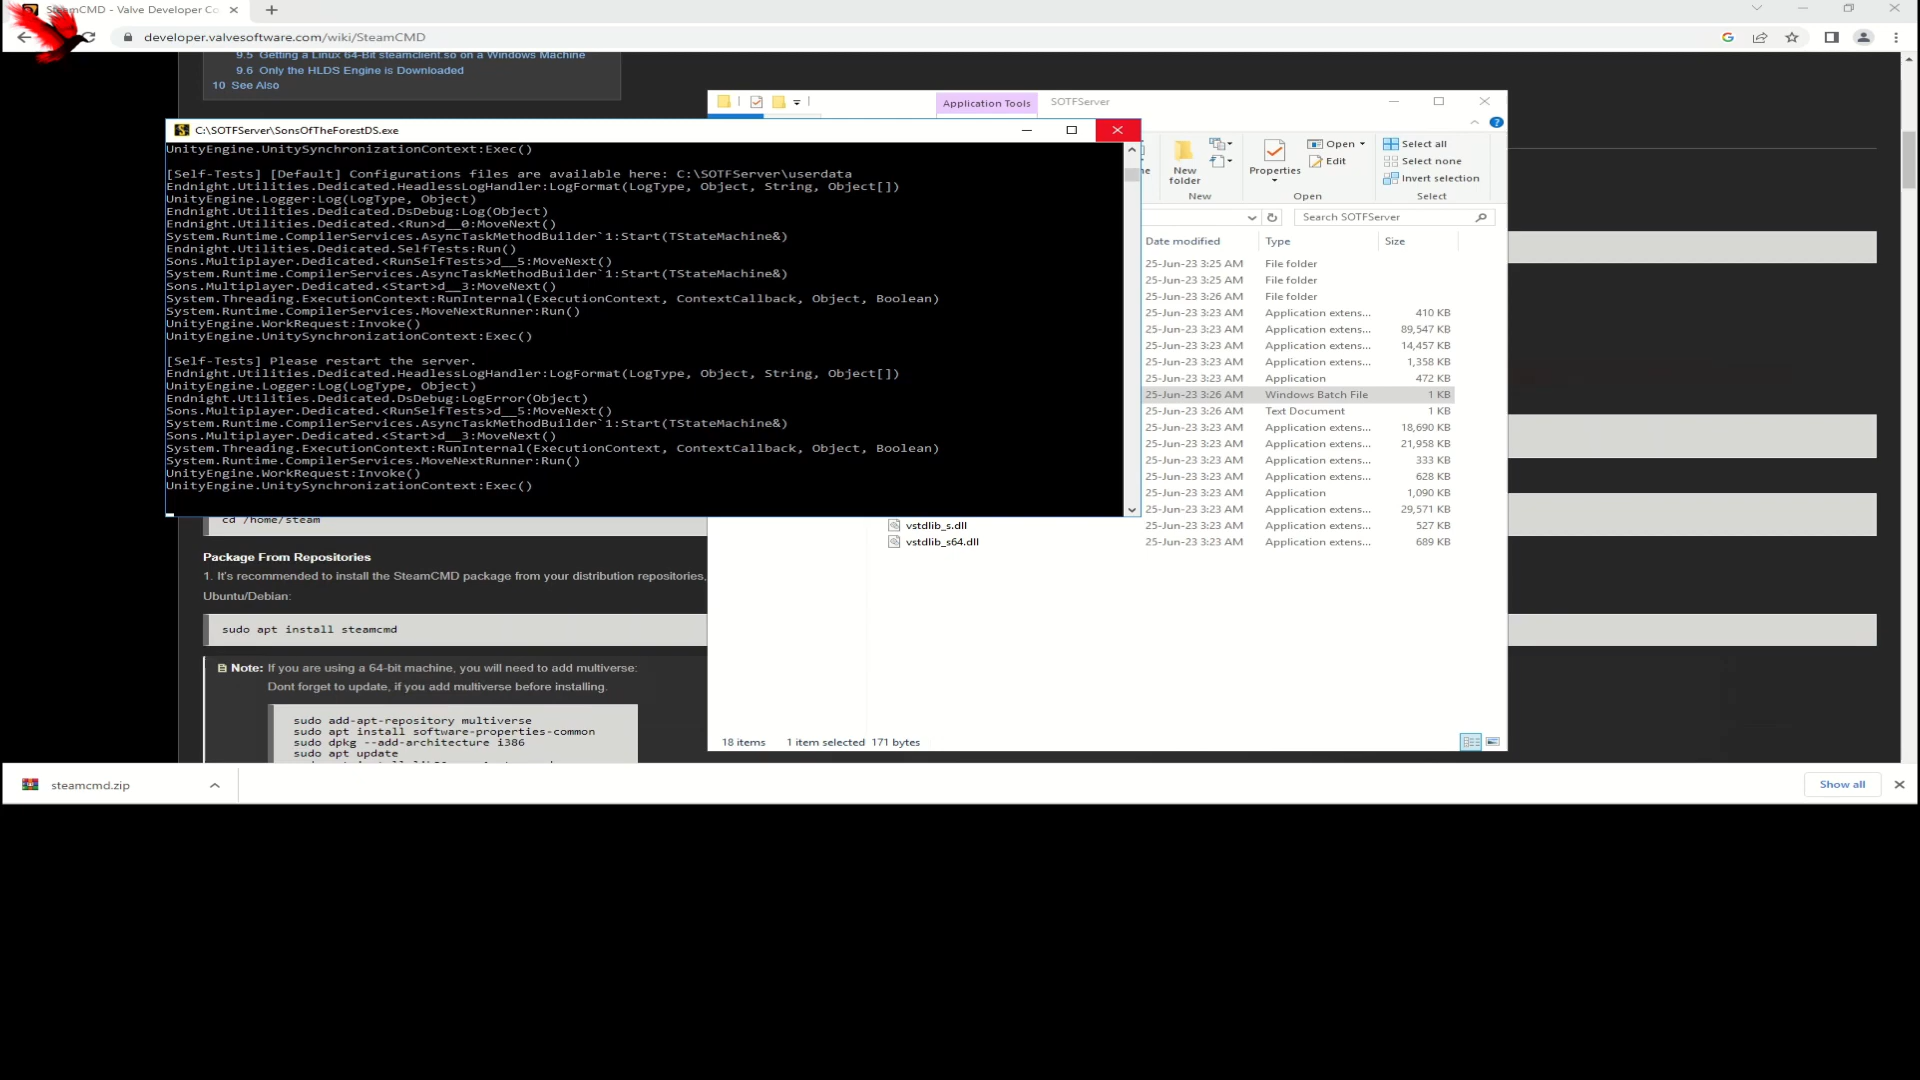 SteamCMD - Valve Developer Co
developer.valvesoftware.com/wiki/SteamCMD
9.5 Getting a Linux 64-Bit steamclient.so on a Windows Machine
9.6 Only the HLDS Engine is Downloaded
10 See Also
Application Tools
SOTFServer
C:\SOTFServer\SonsOfTheForestDS.exe
UnityEngine.UnitySynchronizationContext:Exec()
[Self-Tests] [Default] Configurations files are available here: C:\SOTFServer\userdata
Endnight.Utilities.Dedicated.HeadlessLogHandler:LogFormat(LogType, Object, String, Object[])
UnityEngine.Logger:Log(LogType, Object)
Endnight.Utilities.Dedicated.DsDebug:Log(Object)
Endnight.Utilities.Dedicated.<Run>d__0:MoveNext()
System.Runtime.CompilerServices.AsyncTaskMethodBuilder`1:Start(TStateMachine&)
Endnight.Utilities.Dedicated.SelfTests:Run()
Sons.Multiplayer.Dedicated.<RunSelfTests>d__5:MoveNext()
System.Runtime.CompilerServices.AsyncTaskMethodBuilder`1:Start(TStateMachine&)
Sons.Multiplayer.Dedicated.<Start>d__3:MoveNext()
System.Threading.ExecutionContext:RunInternal(ExecutionContext, ContextCallback, Object, Boolean)
System.Runtime.CompilerServices.MoveNextRunner:Run()
UnityEngine.WorkRequest:Invoke()
UnityEngine.UnitySynchronizationContext:Exec()
[Self-Tests] Please restart the server.
Endnight.Utilities.Dedicated.HeadlessLogHandler:LogFormat(LogType, Object, String, Object[])
UnityEngine.Logger:Log(LogType, Object)
Endnight.Utilities.Dedicated.DsDebug:LogError(Object)
Sons.Multiplayer.Dedicated.<RunSelfTests>d__5:MoveNext()
System.Runtime.CompilerServices.AsyncTaskMethodBuilder`1:Start(TStateMachine&)
Sons.Multiplayer.Dedicated.<Start>d__3:MoveNext()
System.Threading.ExecutionContext:RunInternal(ExecutionContext, ContextCallback, Object, Boolean)
System.Runtime.CompilerServices.MoveNextRunner:Run()
UnityEngine.WorkRequest:Invoke()
UnityEngine.UnitySynchronizationContext:Exec()
New folder
New
Properties
Open
Edit
Open
Select all
Select none
Invert selection
Select
Search SOTFServer
Date modified Type Size
25-Jun-23 3:25 AM File folder
25-Jun-23 3:25 AM File folder
25-Jun-23 3:26 AM File folder
25-Jun-23 3:23 AM Application extens... 410 KB
25-Jun-23 3:23 AM Application extens... 89,547 KB
25-Jun-23 3:23 AM Application extens... 14,457 KB
25-Jun-23 3:23 AM Application extens... 1,358 KB
25-Jun-23 3:23 AM Application 472 KB
25-Jun-23 3:26 AM Windows Batch File 1 KB
25-Jun-23 3:26 AM Text Document 1 KB
25-Jun-23 3:23 AM Application extens... 18,690 KB
25-Jun-23 3:23 AM Application extens... 21,958 KB
25-Jun-23 3:23 AM Application extens... 333 KB
25-Jun-23 3:23 AM Application extens... 628 KB
25-Jun-23 3:23 AM Application 1,090 KB
25-Jun-23 3:23 AM Application extens... 29,571 KB
vstdlib_s.dll 25-Jun-23 3:23 AM Application extens... 527 KB
vstdlib_s64.dll 25-Jun-23 3:23 AM Application extens... 689 KB
18 items 1 item selected 171 bytes
cd /home/steam
Package From Repositories
1. It's recommended to install the SteamCMD package from your distribution repositories,
Ubuntu/Debian:
sudo apt install steamcmd
Note: If you are using a 64-bit machine, you will need to add multiverse:
Dont forget to update, if you add multiverse before installing.
sudo add-apt-repository multiverse
sudo apt install software-properties-common
sudo dpkg --add-architecture i386
sudo apt update
steamcmd.zip
Show all